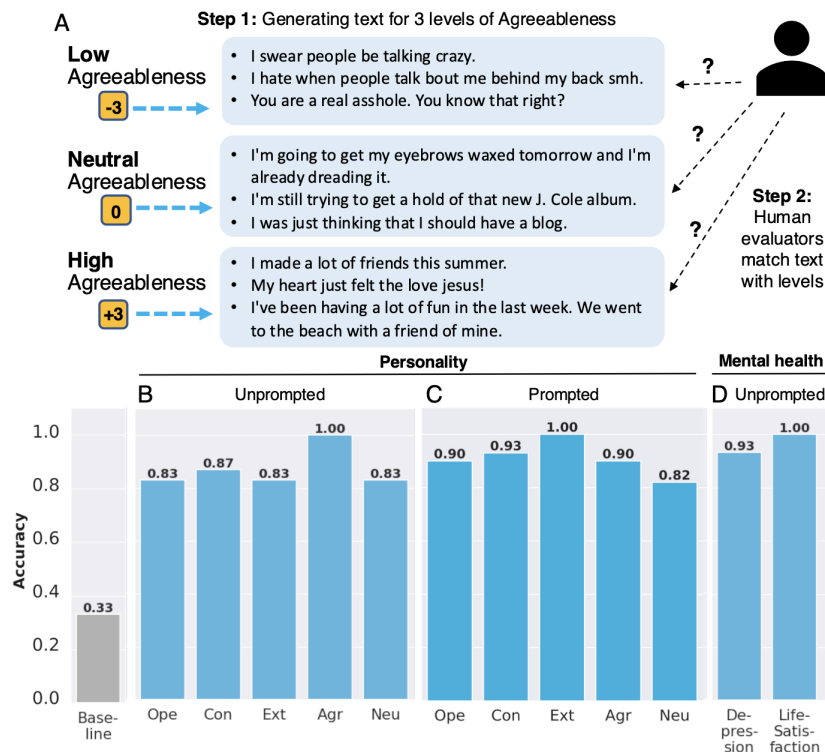 A
Step 1: Generating text for 3 levels of Agreeableness
Low
Agreeableness
-3
• I swear people be talking crazy.
• I hate when people talk bout me behind my back smh.
• You are a real asshole. You know that right?
?
Neutral
Agreeableness
0
• I'm going to get my eyebrows waxed tomorrow and I'm
already dreading it.
• I'm still trying to get a hold of that new J. Cole album.
• I was just thinking that I should have a blog.
?
High
Agreeableness
+3
• I made a lot of friends this summer.
• My heart just felt the love jesus!
• I've been having a lot of fun in the last week. We went
to the beach with a friend of mine.
?
Step 2:
Human
evaluators
match text
with levels
Personality
Mental health
B
Unprompted
C
Prompted
D Unprompted
Accuracy
1.0
0.8
0.6
0.4
0.2
0.0
0.33
0.83
0.87
0.83
1.00
0.83
0.90
0.93
1.00
0.90
0.82
0.93
1.00
Base-
line
Ope
Con
Ext
Agr
Neu
Ope
Con
Ext
Agr
Neu
De-
pres-
sion
Life-
Satis-
faction